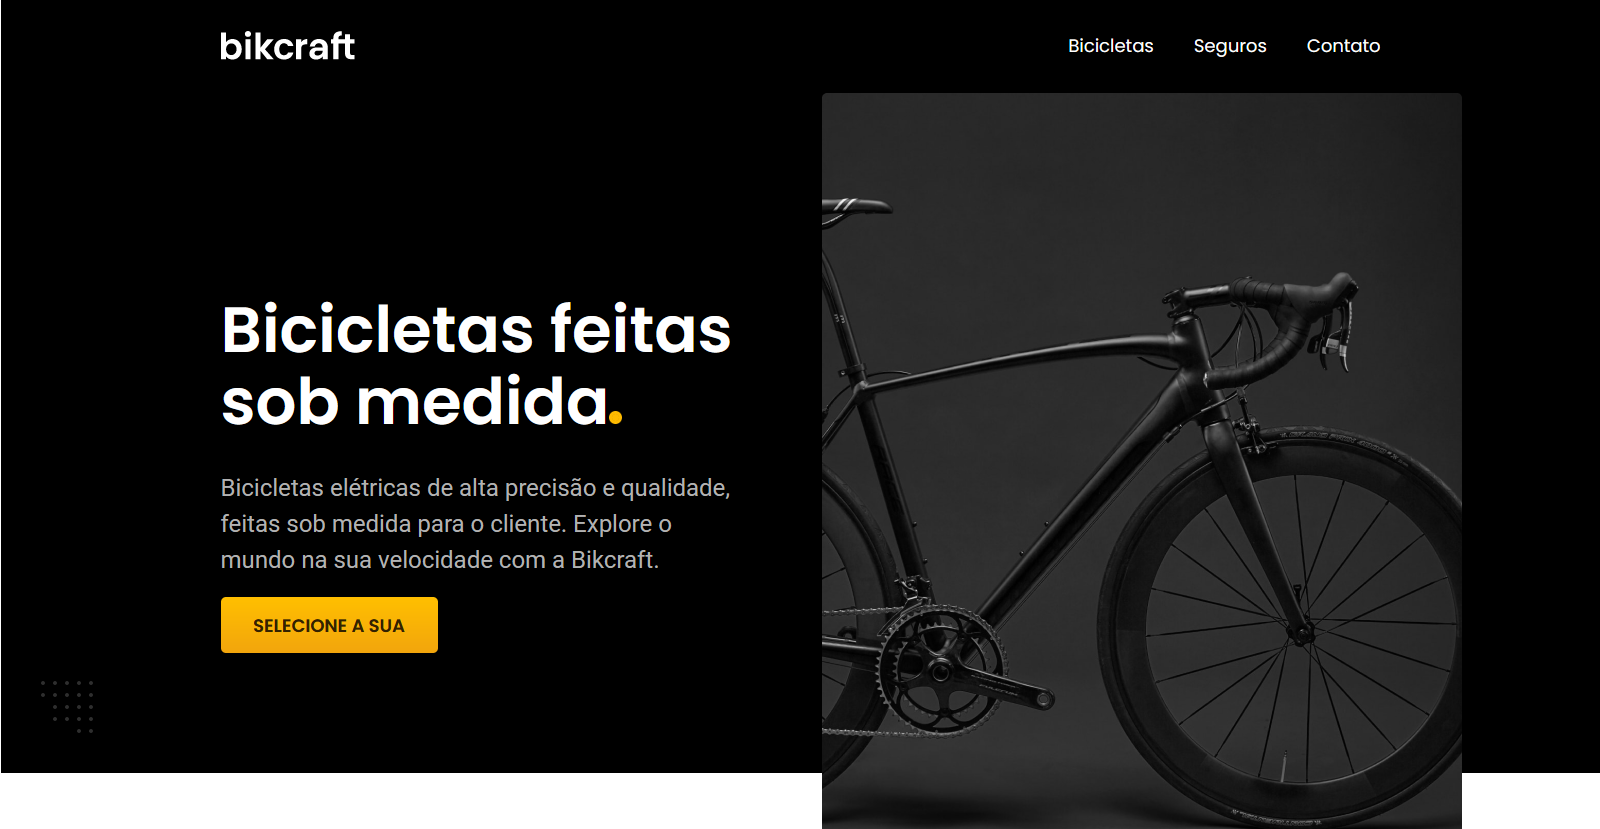 bikcraft
Bicicletas Seguros Contato
Bicicletas feitas
sob medida.
Bicicletas elétricas de alta precisão e qualidade,
feitas sob medida para o cliente. Explore o
mundo na sua velocidade com a Bikcraft.
SELECIONE A SUA